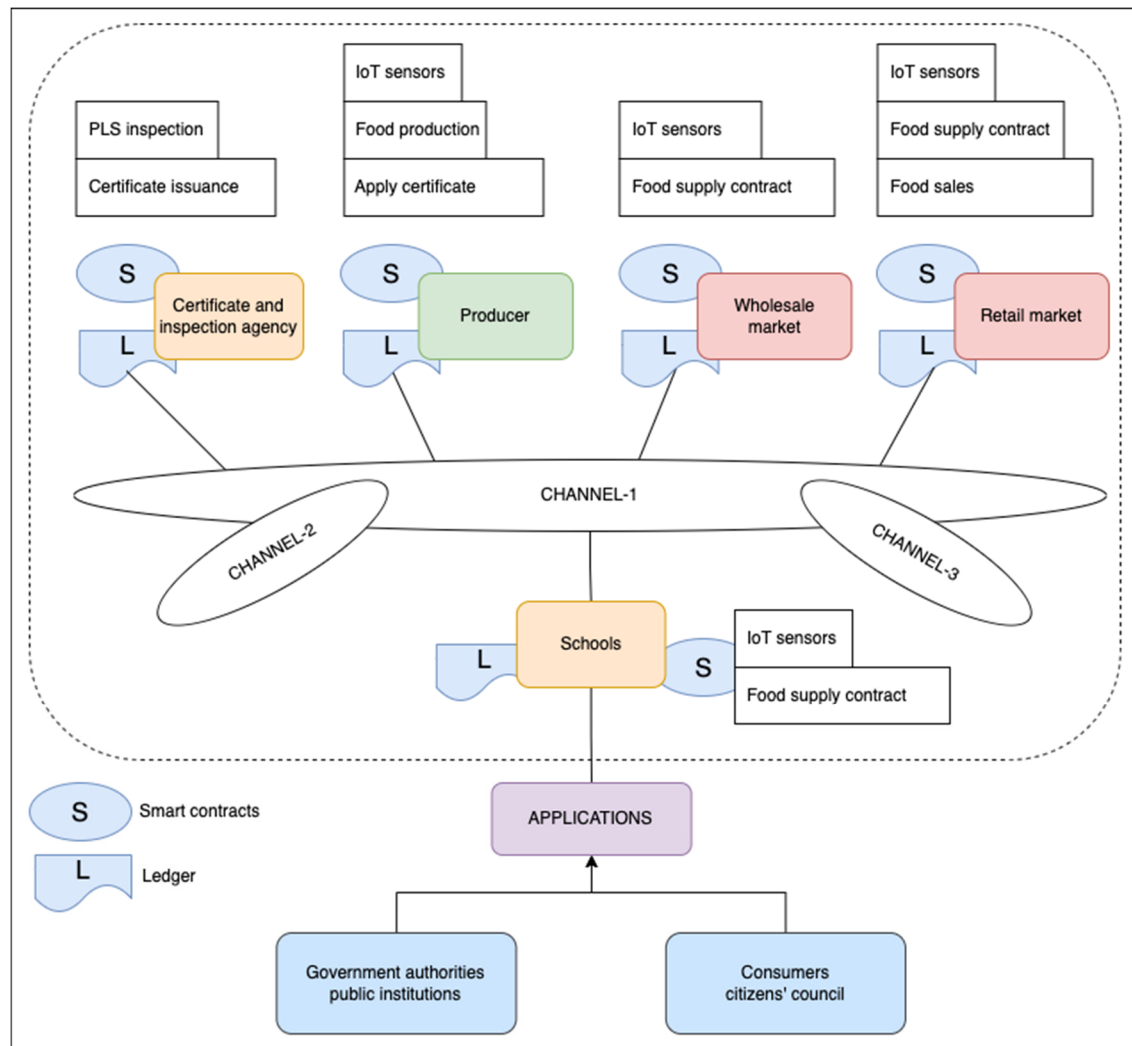 IoT sensors
IoT sensors
PLS inspection
Food production
IoT sensors
Food supply contract
Certificate issuance
Apply certificate
Food supply contract
Food sales
S
S
S
S
Certificate and
inspection agency
Producer
Wholesale
market
Retail market
L
L
L
L
CHANNEL-1
CHANNEL-2
CHANNEL-3
Schools
L
S
IoT sensors
Food supply contract
S
Smart contracts
APPLICATIONS
L
Ledger
Government authorities
public institutions
Consumers
citizens' council